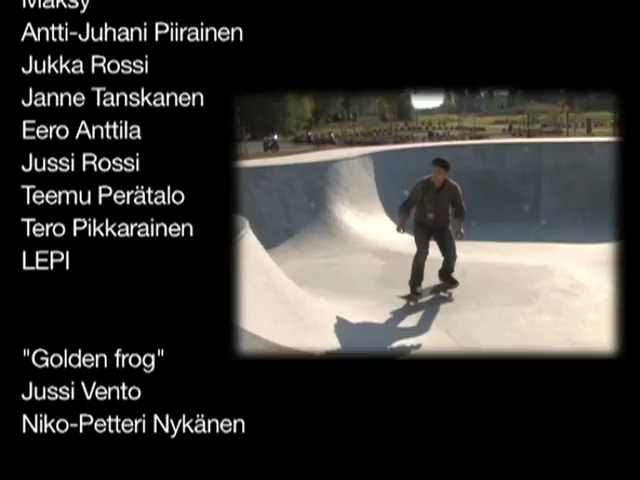 Maksy
Antti-Juhani Piirainen
Jukka Rossi
Janne Tanskanen
Eero Anttila
Jussi Rossi
Teemu Perätalo
Tero Pikkarainen
LEPI
"Golden frog"
Jussi Vento
Niko-Petteri Nykänen